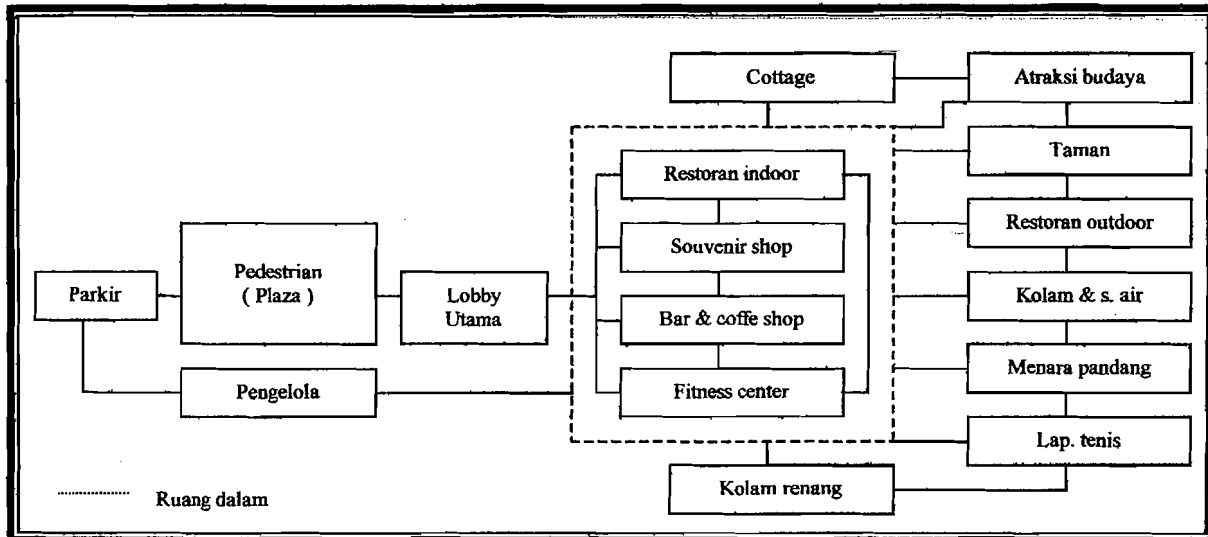 Cottage
Atraksi budaya
Restoran indoor
Taman
Souvenir shop
Restoran outdoor
Parkir
Pedestrian
( Plaza )
Lobby
Utama
Bar & coffe shop
Kolam & s. air
Pengelola
Fitness center
Menara pandang
Lap. tenis
Kolam renang
Ruang dalam